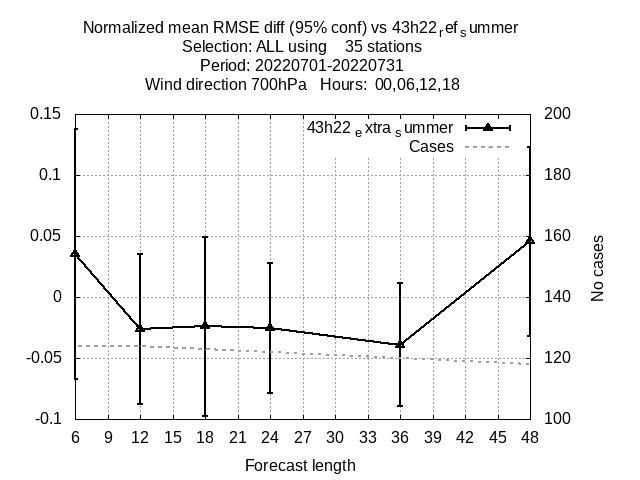 Normalized mean RMSE diff (95% conf) vs 43h22refsummer
Selection: ALL using 35 stations
Period: 20220701-20220731
Wind direction 700hPa Hours: 00,06,12,18
0.15 200
43h22extrasummer
Cases
0.1 180
0.05 160
0 140
-0.05 120
-0.1 100
No cases
6 9 12 15 18 21 24 27 30 33 36 39 42 45 48
Forecast length